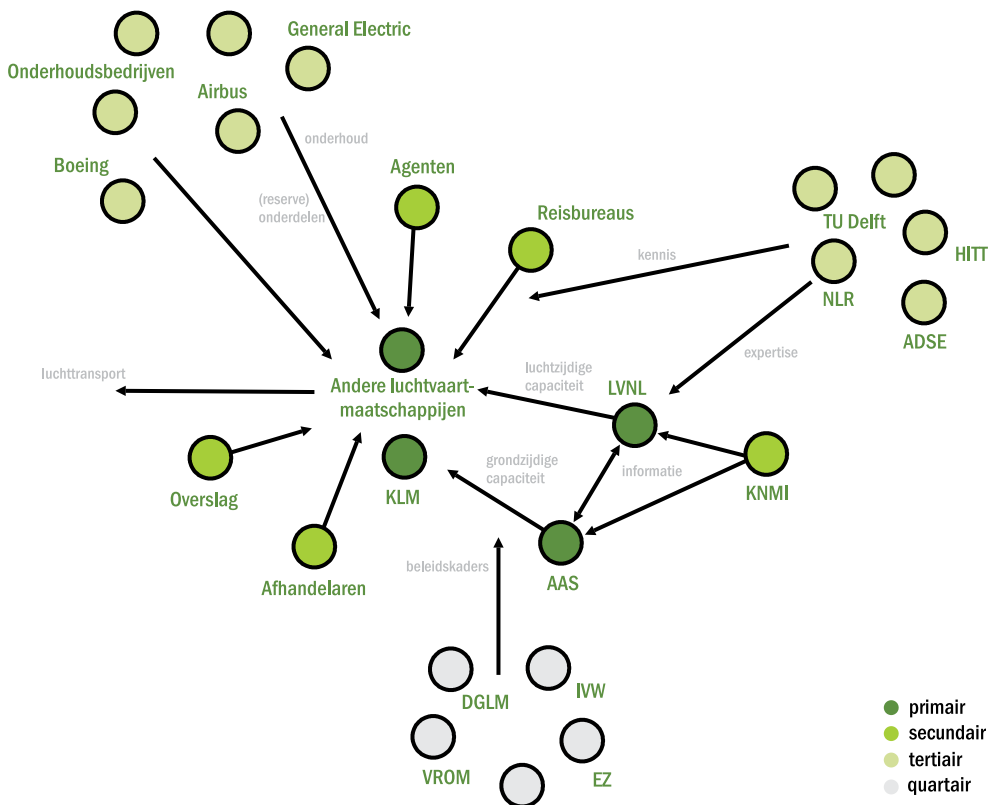 General Electric
Onderhoudsbedrijven
Airbus
onderhoud
Boeing
Agenten
(reserve)
onderdelen
Reisbureaus
TU Delft
kennis
HITT
NLR
ADSE
expertise
luchttransport
luchtzijdige
capaciteit
Andere luchtvaart-
maatschappijen
LVNL
grondzijdige
capaciteit
informatie
KNMI
Overslag
KLM
beleidskaders
AAS
Afhandelaren
DGLM
IVW
VROM
EZ
primair
secundair
tertiair
quartair